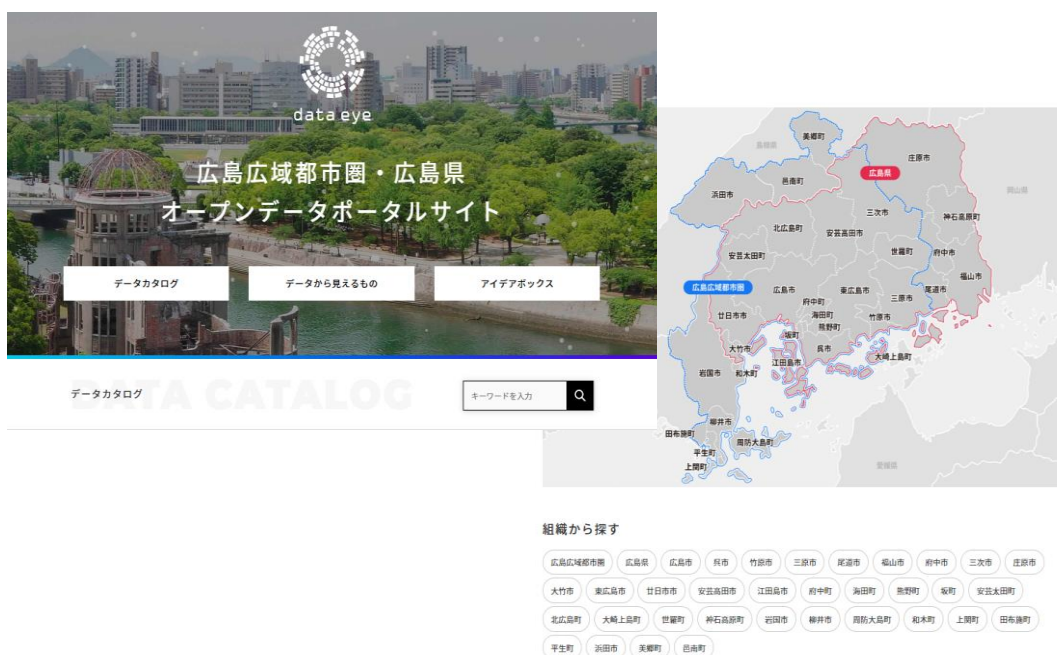 data eye
広島広域都市圏・広島県
オープンデータポータルサイト
データカタログ
データから見えるもの
アイデアボックス
データカタログ
DATA CATALOG
キーワードを入力
美郷町
島根県
庄原市
広島県
邑南町
浜田市
岡山県
三次市
神石高原町
北広島町
安芸高田市
世羅町
府中市
安芸太田町
福山市
広島広域都市圏
広島市
東広島市
尾道市
三原市
府中町
廿日市市
海田町
竹原市
熊野町
坂町
大竹市
呉市
大崎上島町
江田島市
岩国市
和木町
柳井市
田布施町
周防大島町
平生町
上関町
愛媛県
組織から探す
広島広域都市圏 広島県 広島市 呉市 竹原市 三原市 尾道市 福山市 府中市 三次市 庄原市
大竹市 東広島市 廿日市市 安芸高田市 江田島市 府中町 海田町 熊野町 坂町 安芸太田町
北広島町 大崎上島町 世羅町 神石高原町 岩国市 柳井市 周防大島町 和木町 上関町 田布施町
平生町 浜田市 美郷町 邑南町